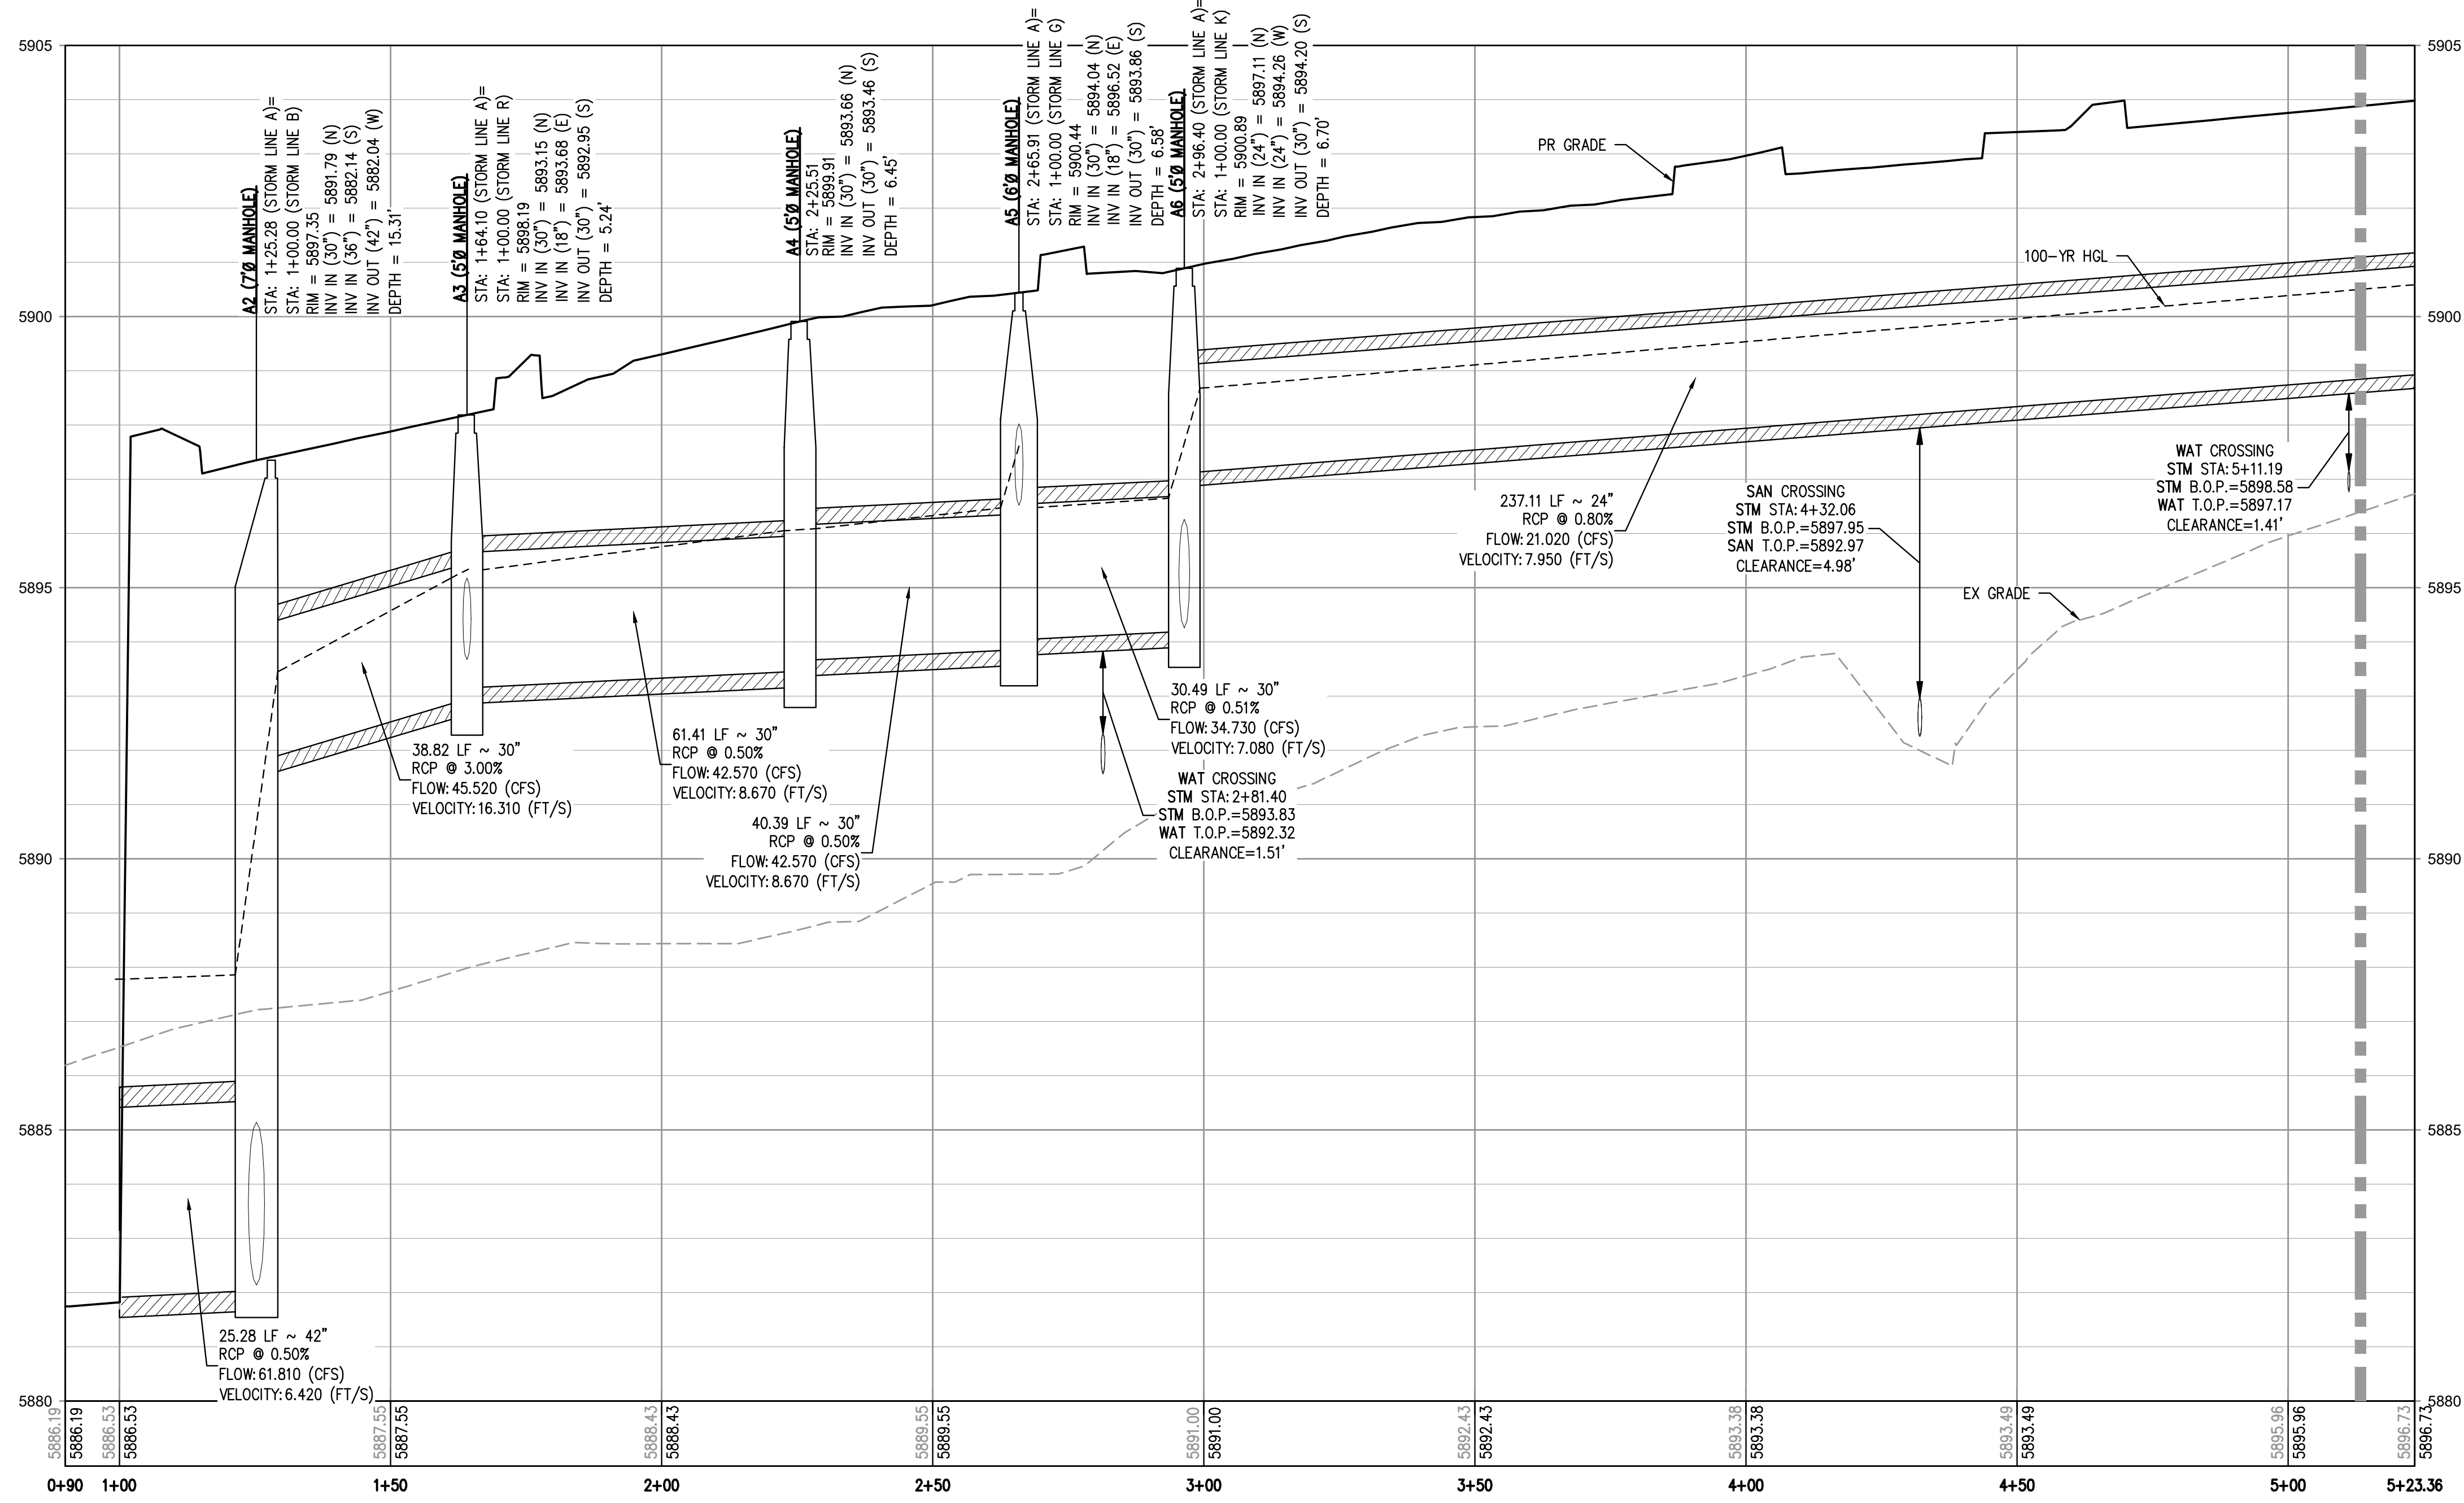 5905
5905
5900
5900
5895
5895
5890
5890
5885
5885
5880
5880
A2 (7'Ø MANHOLE)
STA: 1+25.28 (STORM LINE A)=
STA: 1+00.00 (STORM LINE B)
RIM = 5897.35
INV IN (30") = 5891.79 (N)
INV IN (36") = 5882.14 (S)
INV OUT (42") = 5882.04 (W)
DEPTH = 15.31'
A3 (5'Ø MANHOLE)
STA: 1+64.10 (STORM LINE A)=
STA: 1+00.00 (STORM LINE R)
RIM = 5898.19
INV IN (30") = 5893.15 (N)
INV IN (18") = 5893.68 (E)
INV OUT (30") = 5892.95 (S)
DEPTH = 5.24'
A4 (5'Ø MANHOLE)
STA: 2+25.51
RIM = 5899.91
INV IN (30") = 5893.66 (N)
INV OUT (30") = 5893.46 (S)
DEPTH = 6.45'
A5 (6'Ø MANHOLE)
STA: 2+65.91 (STORM LINE A)=
STA: 1+00.00 (STORM LINE G)
RIM = 5900.44
INV IN (30") = 5894.04 (N)
INV IN (18") = 5896.52 (E)
INV OUT (30") = 5893.86 (S)
DEPTH = 6.58'
A6 (5'Ø MANHOLE)
STA: 2+96.40 (STORM LINE A)=
STA: 1+00.00 (STORM LINE K)
RIM = 5900.89
INV IN (24") = 5897.11 (N)
INV IN (24") = 5894.26 (W)
INV OUT (30") = 5894.20 (S)
DEPTH = 6.70'
PR GRADE
100-YR HGL
EX GRADE
WAT CROSSING
STM STA: 5+11.19
STM B.O.P.=5898.58
WAT T.O.P.=5897.17
CLEARANCE=1.41'
SAN CROSSING
STM STA: 4+32.06
STM B.O.P.=5897.95
SAN T.O.P.=5892.97
CLEARANCE=4.98'
237.11 LF ~ 24"
RCP @ 0.80%
FLOW: 21.020 (CFS)
VELOCITY: 7.950 (FT/S)
30.49 LF ~ 30"
RCP @ 0.51%
FLOW: 34.730 (CFS)
VELOCITY: 7.080 (FT/S)
WAT CROSSING
STM STA: 2+81.40
STM B.O.P.=5893.83
WAT T.O.P.=5892.32
CLEARANCE=1.51'
38.82 LF ~ 30"
RCP @ 3.00%
FLOW: 45.520 (CFS)
VELOCITY: 16.310 (FT/S)
61.41 LF ~ 30"
RCP @ 0.50%
FLOW: 42.570 (CFS)
VELOCITY: 8.670 (FT/S)
40.39 LF ~ 30"
RCP @ 0.50%
FLOW: 42.570 (CFS)
VELOCITY: 8.670 (FT/S)
25.28 LF ~ 42"
RCP @ 0.50%
FLOW: 61.810 (CFS)
VELOCITY: 6.420 (FT/S)
5886.19
5886.19
5886.53
5886.53
5887.55
5887.55
5888.43
5888.43
5889.55
5889.55
5891.00
5891.00
5892.43
5892.43
5893.38
5893.38
5893.49
5893.49
5895.96
5895.96
5896.73
5896.73
0+90
1+00
1+50
2+00
2+50
3+00
3+50
4+00
4+50
5+00
5+23.36